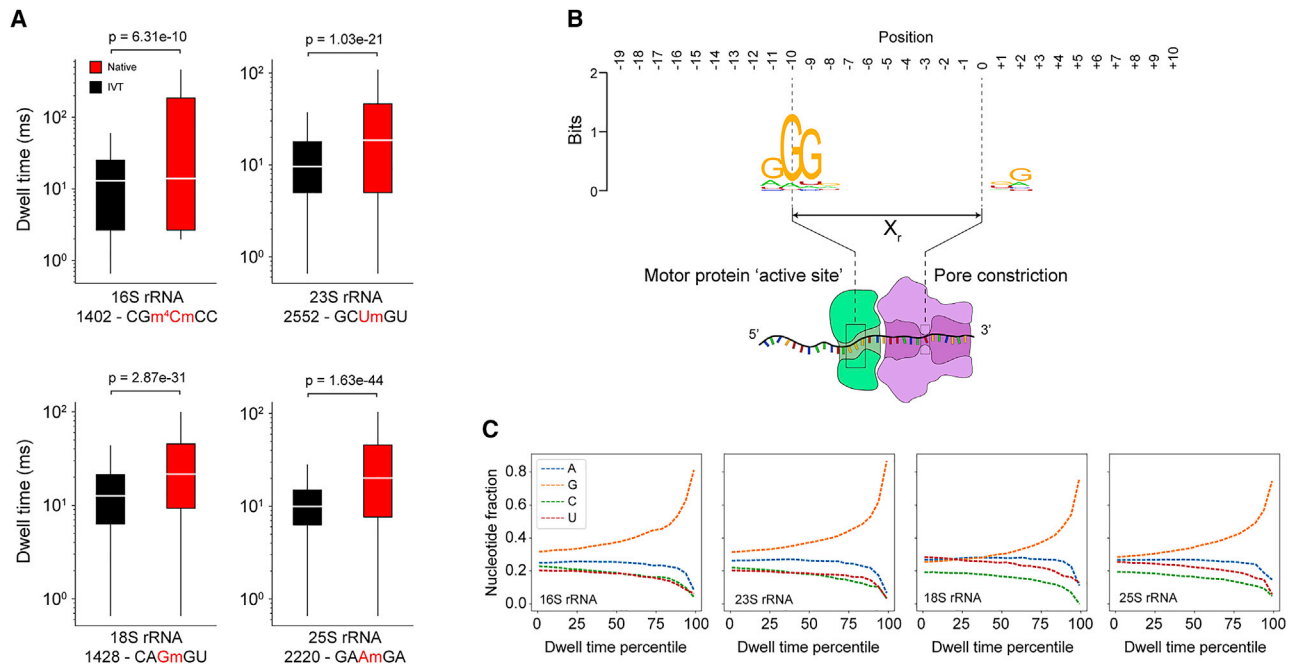 A
p = 6.31e-10
p = 1.03e-21
Native
IVT
Dwell time (ms)
10²
10¹
10⁰
10²
10¹
10⁰
16S rRNA
1402 - CGm⁴CmCC
23S rRNA
2552 - GCUmGU
p = 2.87e-31
p = 1.63e-44
Dwell time (ms)
10²
10¹
10⁰
10²
10¹
10⁰
18S rRNA
1428 - CAGmGU
25S rRNA
2220 - GAAmGA
B
Position
-19 -18 -17 -16 -15 -14 -13 -12 -11 -10 -9 -8 -7 -6 -5 -4 -3 -2 -1 0 +1 +2 +3 +4 +5 +6 +7 +8 +9 +10
Bits
2
1
0
G G G
G
Xᵣ
Motor protein ‘active site’ Pore constriction
5’ 3’
C
Nucleotide fraction
0.8
0.6
0.4
0.2
0.0
A
G
C
U
16S rRNA
23S rRNA
18S rRNA
25S rRNA
0 25 50 75 100
0 25 50 75 100
0 25 50 75 100
0 25 50 75 100
Dwell time percentile
Dwell time percentile
Dwell time percentile
Dwell time percentile